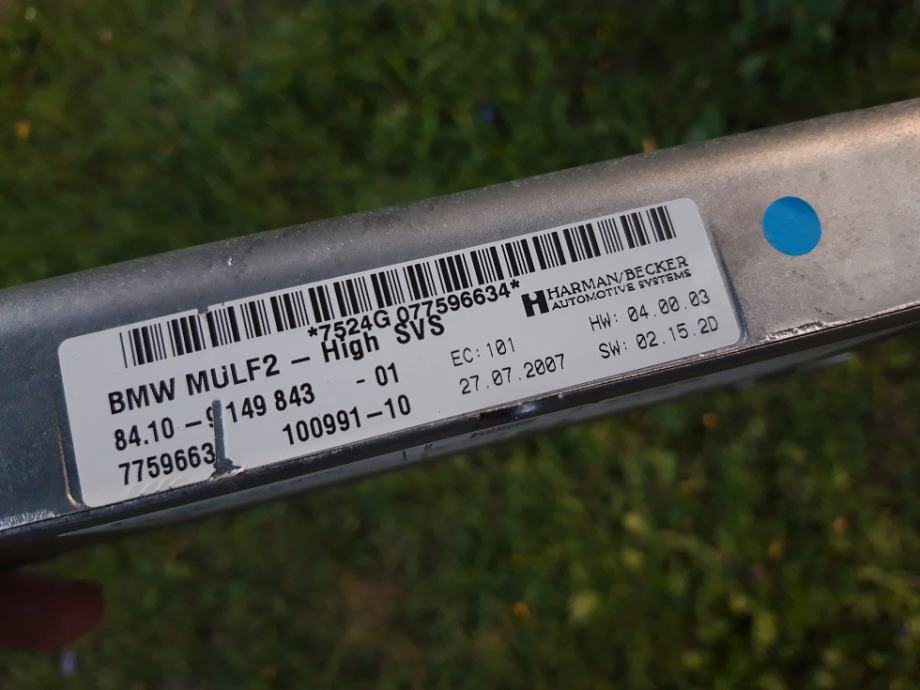 *7524G 077596634*
BMW MULF2 – High SVS
84.10 – 9 149 843 - 01
7759663 100991–10
EC: 101
27.07.2007
HARMAN/BECKER
AUTOMOTIVE SYSTEMS
HW: 04.00.03
SW: 02.15.2D